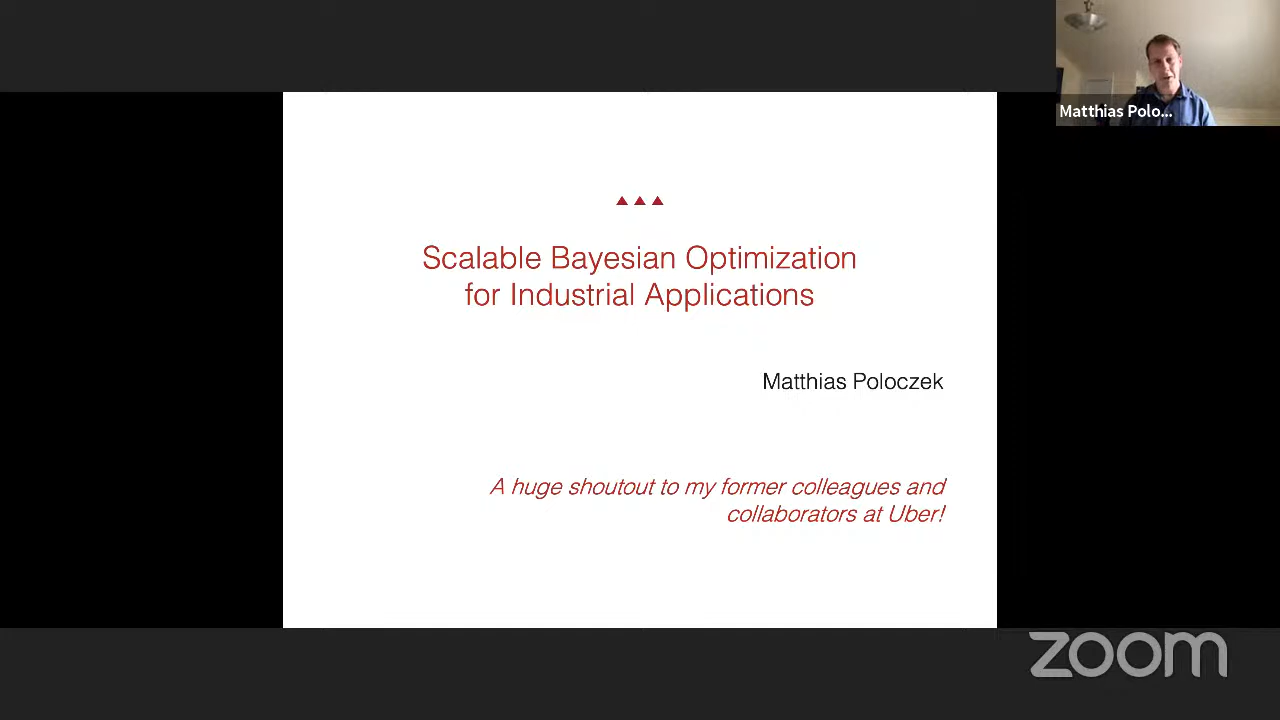 Matthias Polo...
Scalable Bayesian Optimization
for Industrial Applications
Matthias Poloczek
A huge shoutout to my former colleagues and
collaborators at Uber!
zoom